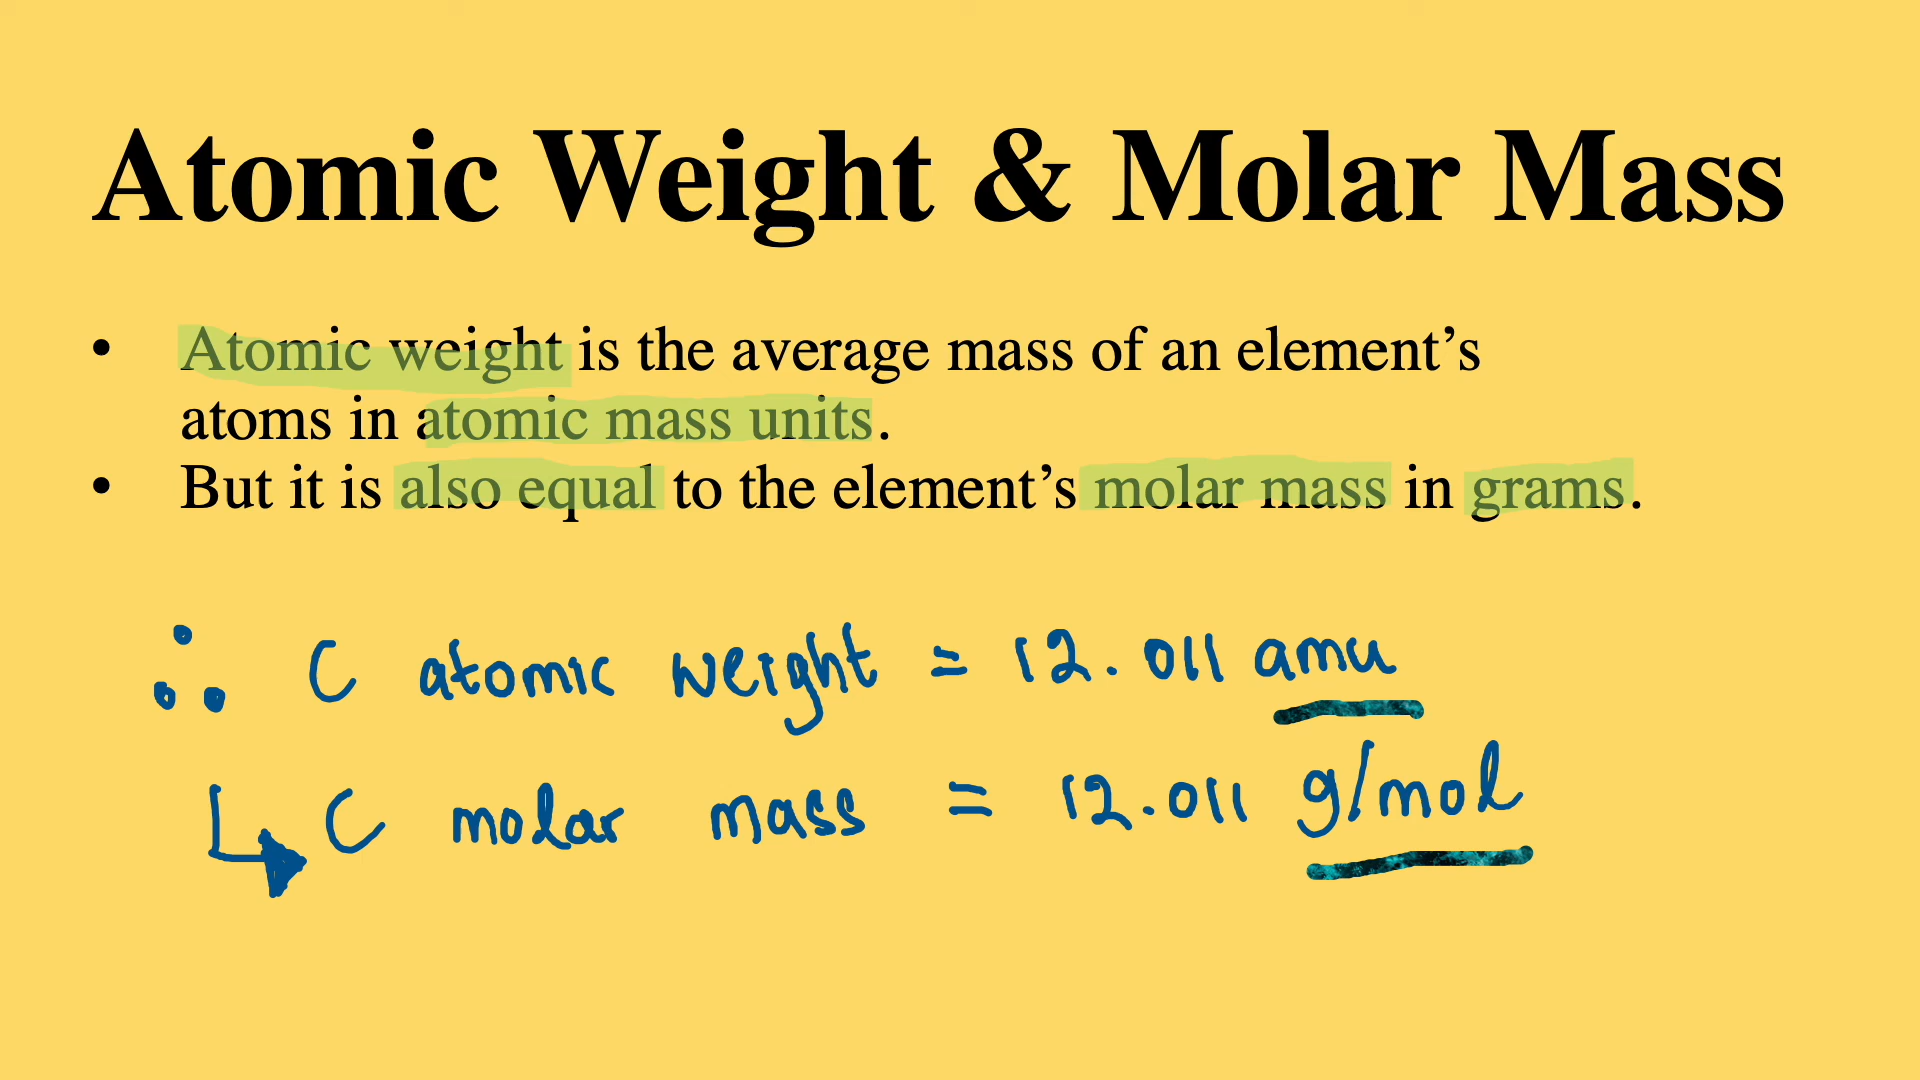 Atomic Weight & Molar Mass
• Atomic weight is the average mass of an element’s
atoms in atomic mass units.
• But it is also equal to the element’s molar mass in grams.
∴ C atomic weight = 12.011 amu
↳ C molar mass = 12.011 g/mol